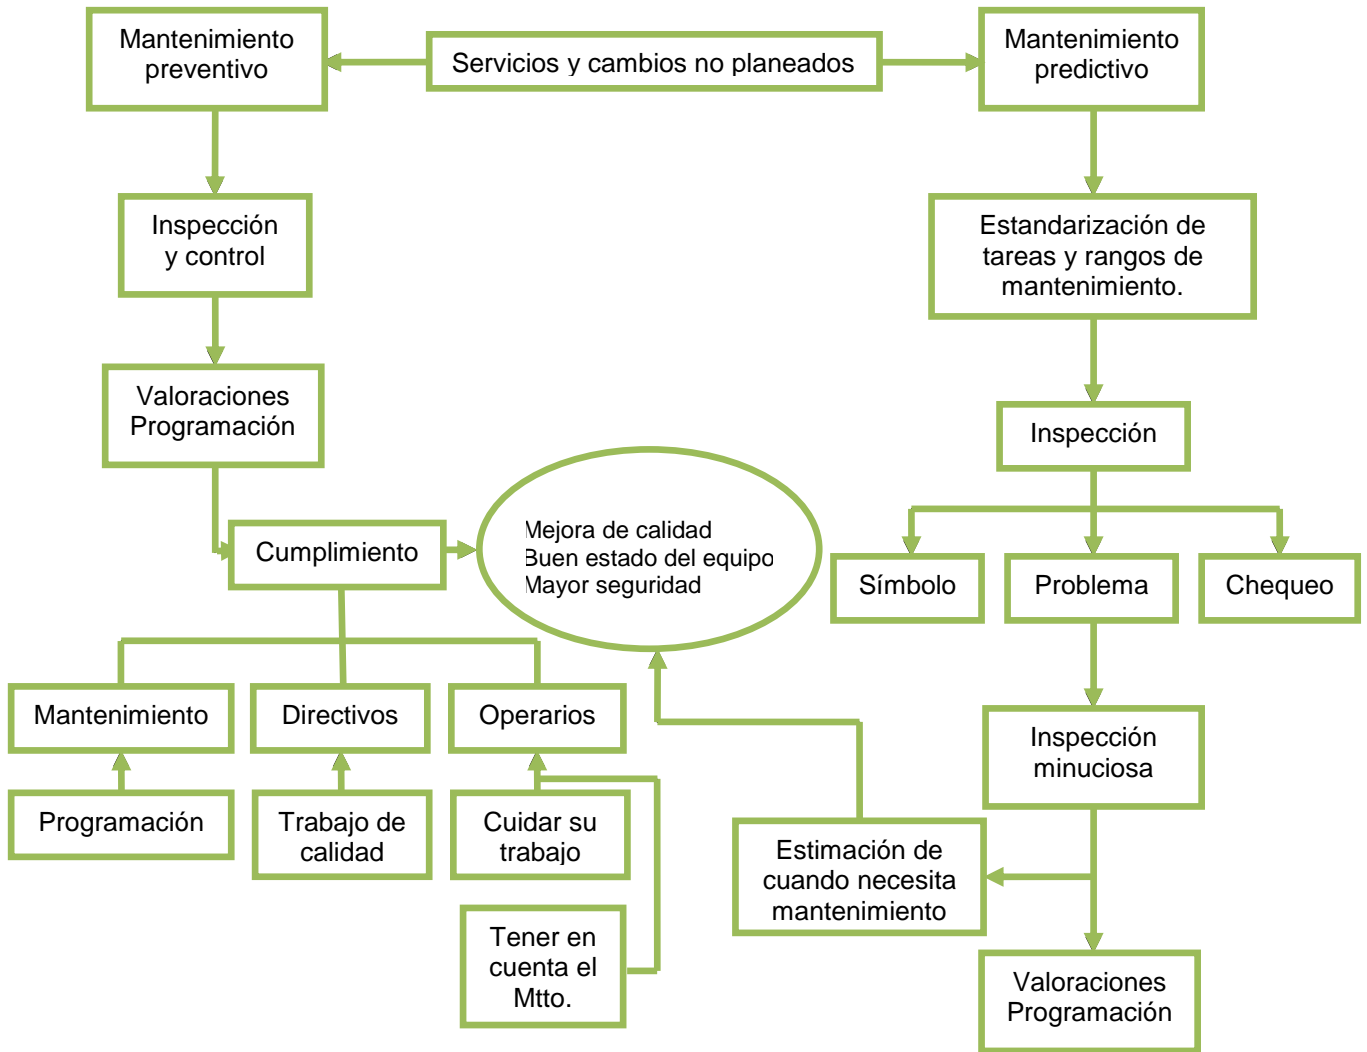 Mantenimiento
preventivo
Servicios y cambios no planeados
Mantenimiento
predictivo
Inspección
y control
Estandarización de
tareas y rangos de
mantenimiento.
Valoraciones
Programación
Inspección
Mejora de calidad
Buen estado del equipo
Mayor seguridad
Cumplimiento
Símbolo
Problema
Chequeo
Mantenimiento
Directivos
Operarios
Inspección
minuciosa
Programación
Trabajo de
calidad
Cuidar su
trabajo
Estimación de
cuando necesita
mantenimiento
Tener en
cuenta el
Mtto.
Valoraciones
Programación